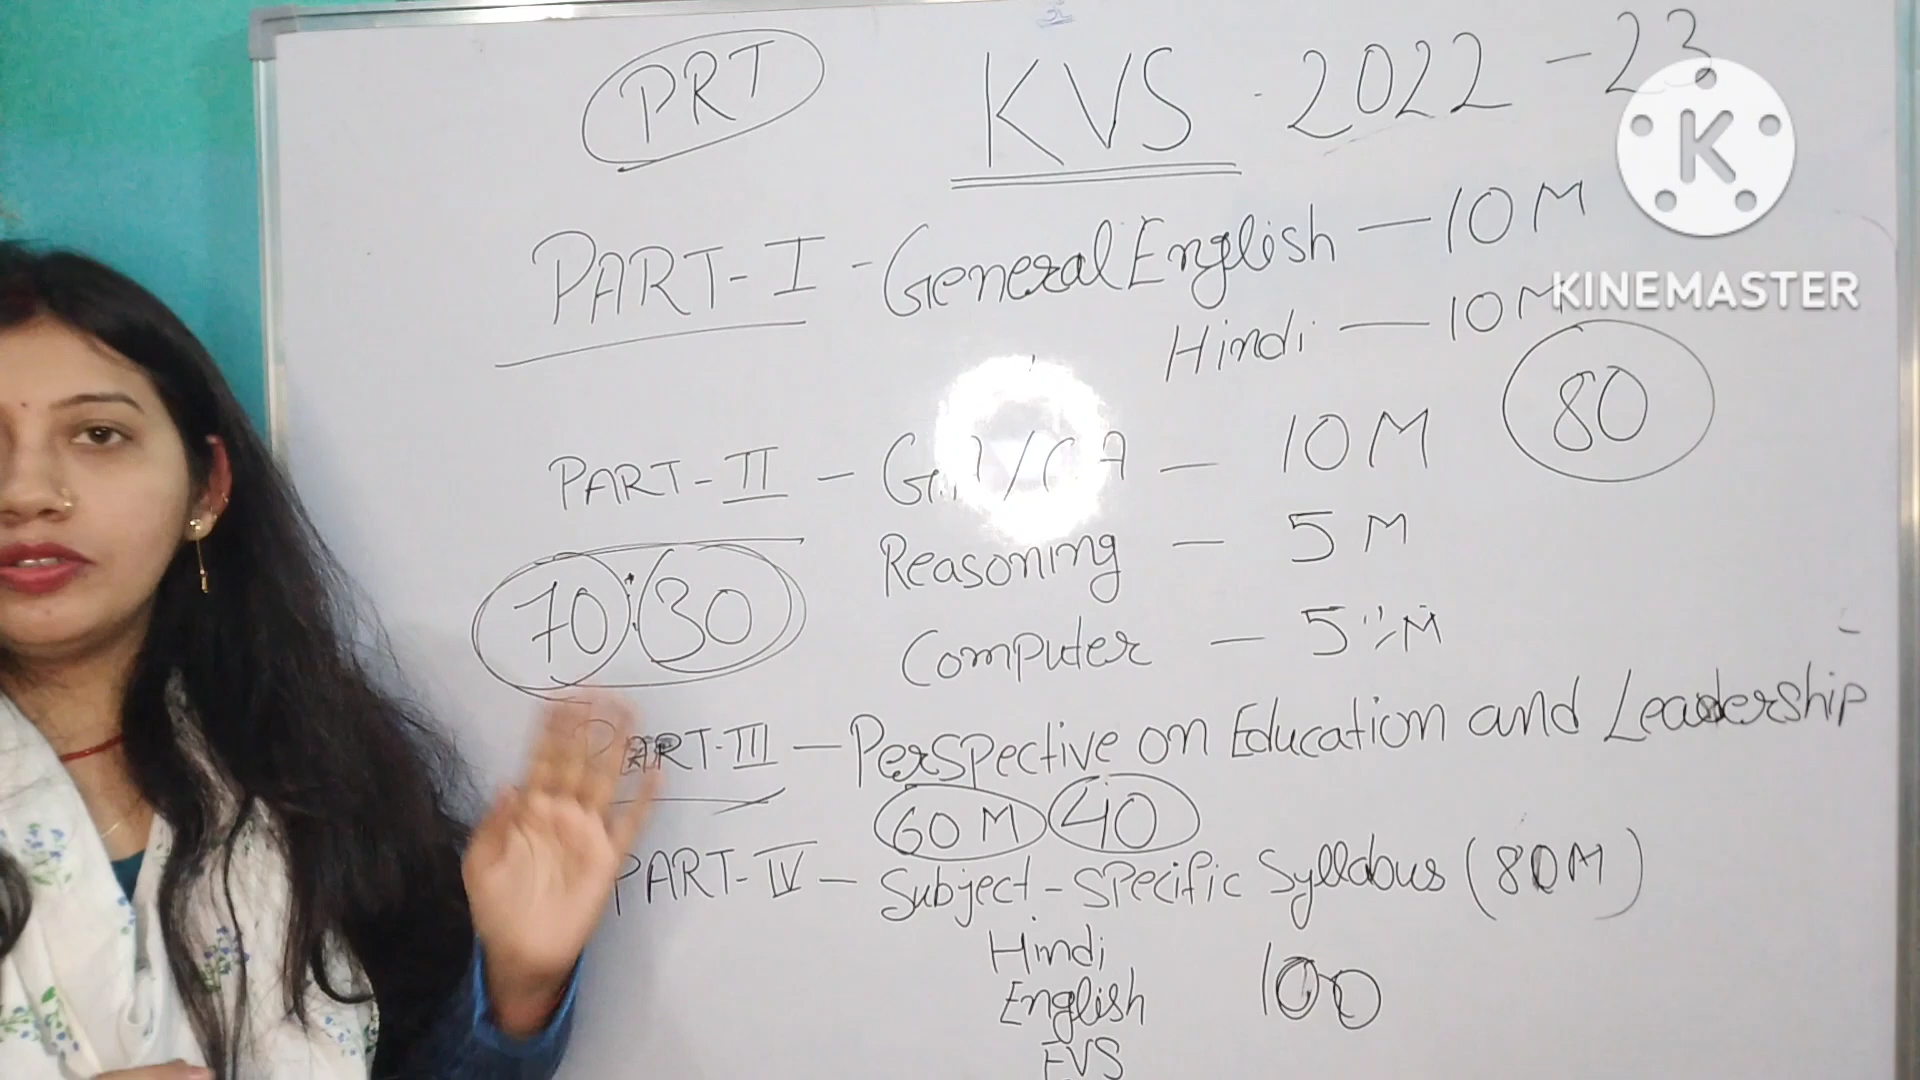 PRT KVS - 2022-23
PART-I - General English - 10 M
Hindi - 10 M
80
PART-II - 10 M
Reasoning - 5 M
70:30
Computer - 5 M
PART-III - Perspective on Education and Leadership
60 M 40
PART-IV - Subject-specific Syllabus (80M)
Hindi
100
English
EVS
K
KINEMASTER